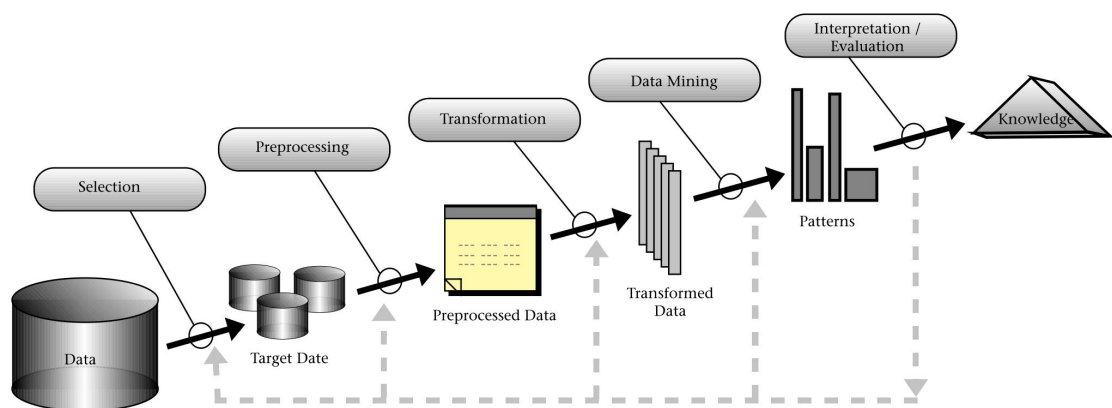 Interpretation /
Evaluation
Data Mining
Transformation
Preprocessing
Selection
Knowledge
Patterns
Transformed
Data
Preprocessed Data
Target Date
Data